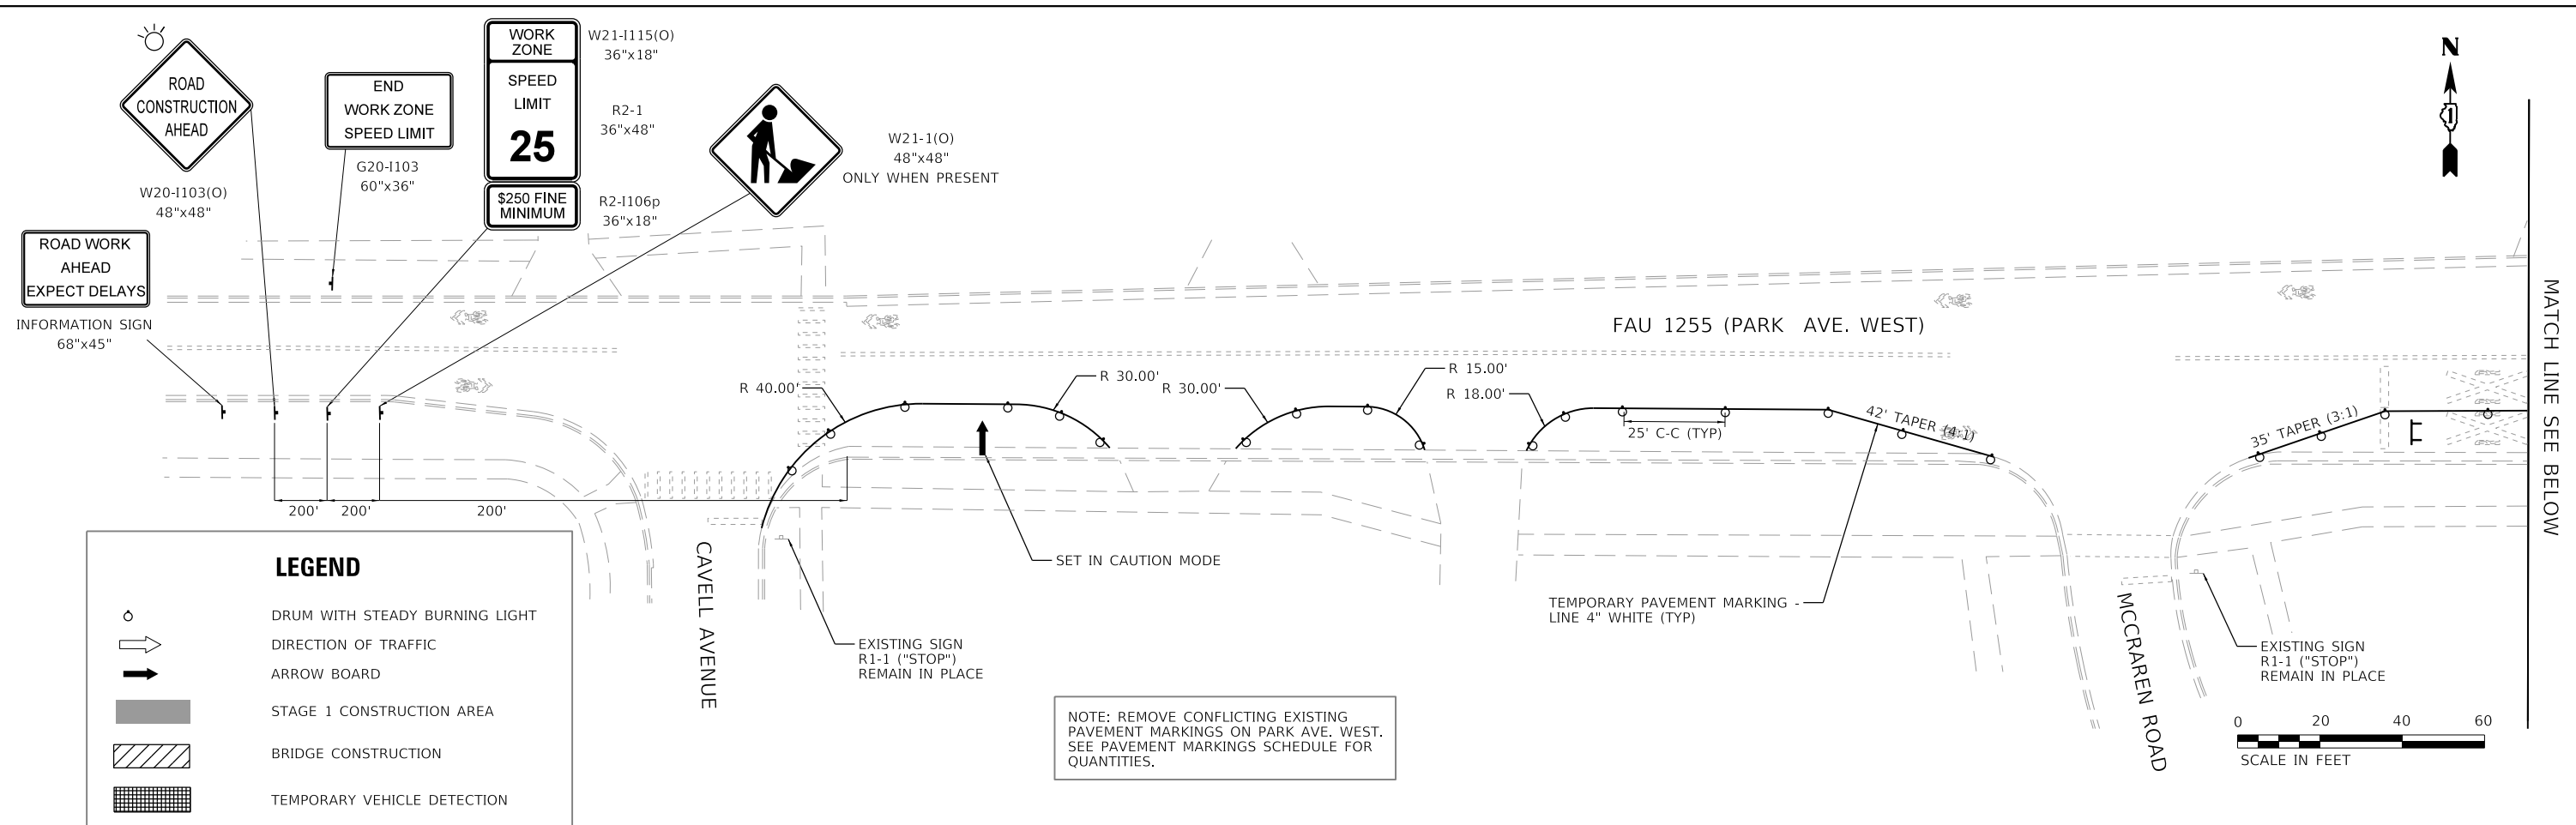 WORK
ZONE
W21-I115(O)
36"x18"
SPEED
LIMIT
25
R2-1
36"x48"
$250 FINE
MINIMUM
R2-I106p
36"x18"
ROAD
CONSTRUCTION
AHEAD
W20-I103(O)
48"x48"
END
WORK ZONE
SPEED LIMIT
G20-I103
60"x36"
W21-1(O)
48"x48"
ONLY WHEN PRESENT
ROAD WORK
AHEAD
EXPECT DELAYS
INFORMATION SIGN
68"x45"
N
FAU 1255 (PARK AVE. WEST)
MATCH LINE SEE BELOW
R 40.00'
R 30.00'
R 30.00'
R 15.00'
R 18.00'
25' C-C (TYP)
42' TAPER (4:1)
35' TAPER (3:1)
200'
200'
200'
SET IN CAUTION MODE
CAVELL AVENUE
EXISTING SIGN
R1-1 ("STOP")
REMAIN IN PLACE
TEMPORARY PAVEMENT MARKING -
LINE 4" WHITE (TYP)
MCCRAREN ROAD
EXISTING SIGN
R1-1 ("STOP")
REMAIN IN PLACE
NOTE: REMOVE CONFLICTING EXISTING
PAVEMENT MARKINGS ON PARK AVE. WEST.
SEE PAVEMENT MARKINGS SCHEDULE FOR
QUANTITIES.
0 20 40 60
SCALE IN FEET
LEGEND
DRUM WITH STEADY BURNING LIGHT
DIRECTION OF TRAFFIC
ARROW BOARD
STAGE 1 CONSTRUCTION AREA
BRIDGE CONSTRUCTION
TEMPORARY VEHICLE DETECTION